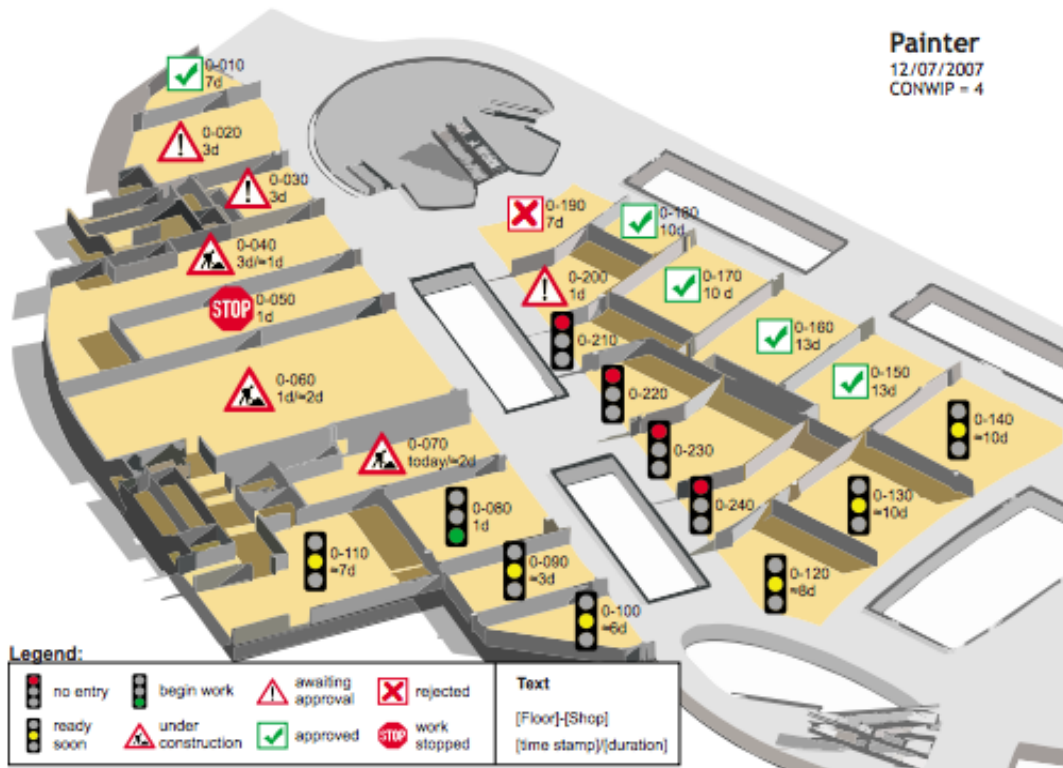 Painter
12/07/2007
CONWIP = 4
0-010
7d
0-020
3d
0-030
3d
0-040
3d/≈1d
STOP
0-050
1d
0-060
1d/≈2d
0-070
today/≈2d
0-080
1d
0-090
≈3d
0-100
≈6d
0-110
≈7d
0-190
7d
0-180
10d
0-200
1d
0-170
10 d
0-210
0-160
13d
0-220
0-150
13d
0-230
0-140
≈10d
0-240
0-130
≈10d
0-120
≈8d
Legend:
no entry
begin work
awaiting
approval
rejected
ready
soon
under
construction
approved
STOP
work
stopped
Text
[Floor]-[Shop]
[time stamp]/[duration]